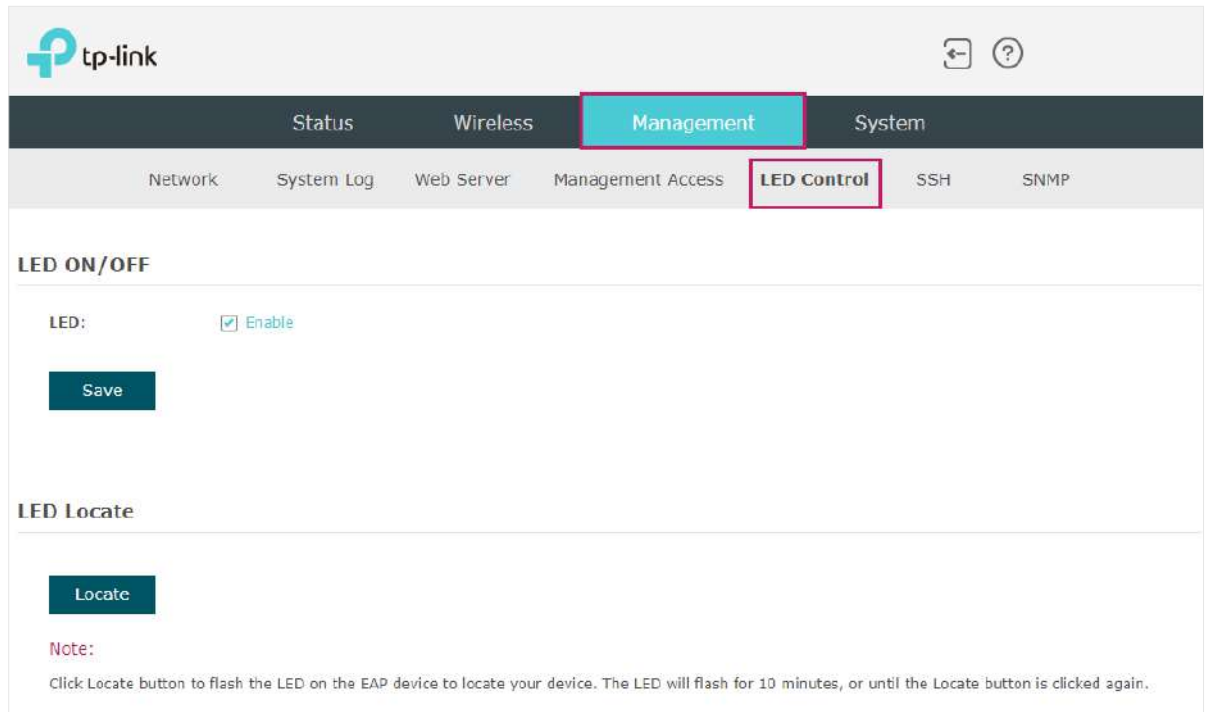 tp-link
?
Status Wireless Management System
Network System Log Web Server Management Access LED Control SSH SNMP
LED ON/OFF
LED: Enable
Save
LED Locate
Locate
Note:
Click Locate button to flash the LED on the EAP device to locate your device. The LED will flash for 10 minutes, or until the Locate button is clicked again.